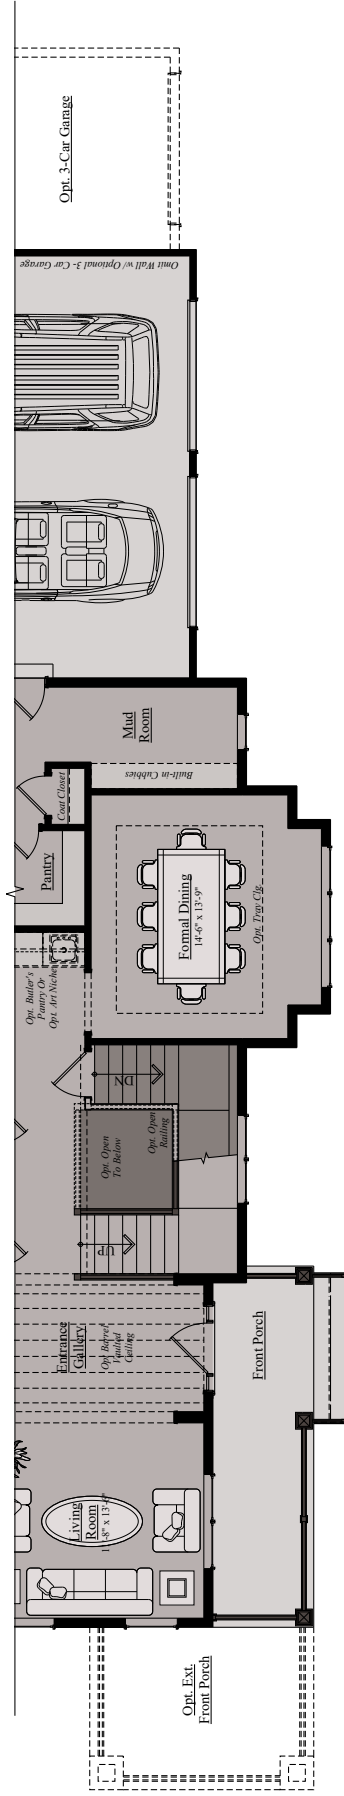 Opt. 3-Car Garage
Omit Wall w/ Optional 3- Car Garage
Mud
Room
Built-in Cubbies
Coat Closet
Pantry
Formal Dining
14'-6" x 13'-9"
Opt. Tray Clg.
Opt. Butler's
Pantry Or
Opt. Art Niche
DN
Opt. Open
To Below
Opt. Open
Railing
UP
Entrance
Gallery
Opt. Barrel
Vaulted
Ceiling
Front Porch
Living
Room
Opt. Ext.
Front Porch